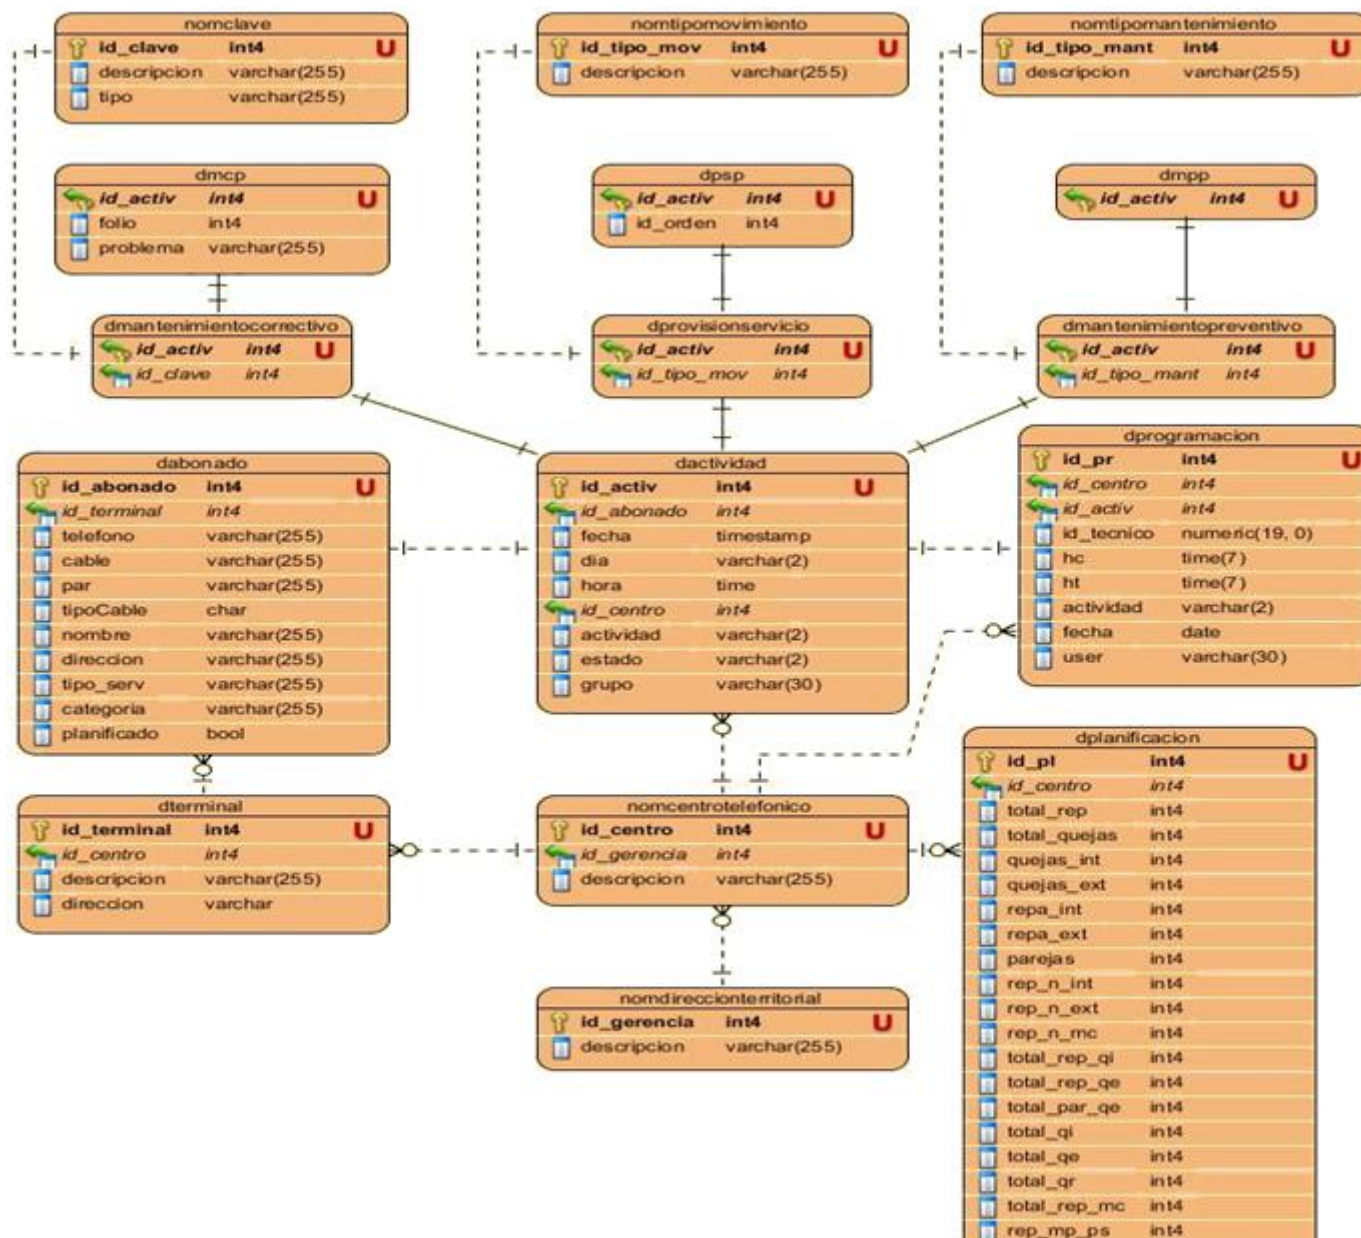 nomclave
id_clave int4 U
descripcion varchar(255)
tipo varchar(255)
nomtipomovimiento
id_tipo_mov int4 U
descripcion varchar(255)
nomtipomantenimiento
id_tipo_mant int4 U
descripcion varchar(255)
dmcp
id_activ int4 U
folio int4
problema varchar(255)
dpsp
id_activ int4 U
id_orden int4
dmpp
id_activ int4 U
dmantenimientocorrectivo
id_activ int4 U
id_clave int4
dprovisionservicio
id_activ int4 U
id_tipo_mov int4
dmantenimientopreventivo
id_activ int4 U
id_tipo_mant int4
dabonado
id_abonado int4 U
id_terminal int4
telefono varchar(255)
cable varchar(255)
par varchar(255)
tipoCable char
nombre varchar(255)
direccion varchar(255)
tipo_serv varchar(255)
categoria varchar(255)
planificado bool
dactividad
id_activ int4 U
id_abonado int4
fecha timestamp
dia varchar(2)
hora time
id_centro int4
actividad varchar(2)
estado varchar(2)
grupo varchar(30)
dprogramacion
id_pr int4 U
id_centro int4
id_activ int4
id_tecnico numeric(19, 0)
hc time(7)
ht time(7)
actividad varchar(2)
fecha date
user varchar(30)
dterminal
id_terminal int4 U
id_centro int4
descripcion varchar(255)
direccion varchar
nomcentrotelefonico
id_centro int4 U
id_gerencia int4
descripcion varchar(255)
nomdireccionterritorial
id_gerencia int4 U
descripcion varchar(255)
dplanificacion
id_pl int4 U
id_centro int4
total_rep int4
total_quejas int4
quejas_int int4
quejas_ext int4
repa_int int4
repa_ext int4
parejas int4
rep_n_int int4
rep_n_ext int4
rep_n_mc int4
total_rep_qi int4
total_rep_qe int4
total_par_qe int4
total_qi int4
total_qe int4
total_qr int4
total_rep_mc int4
rep_mp_ps int4